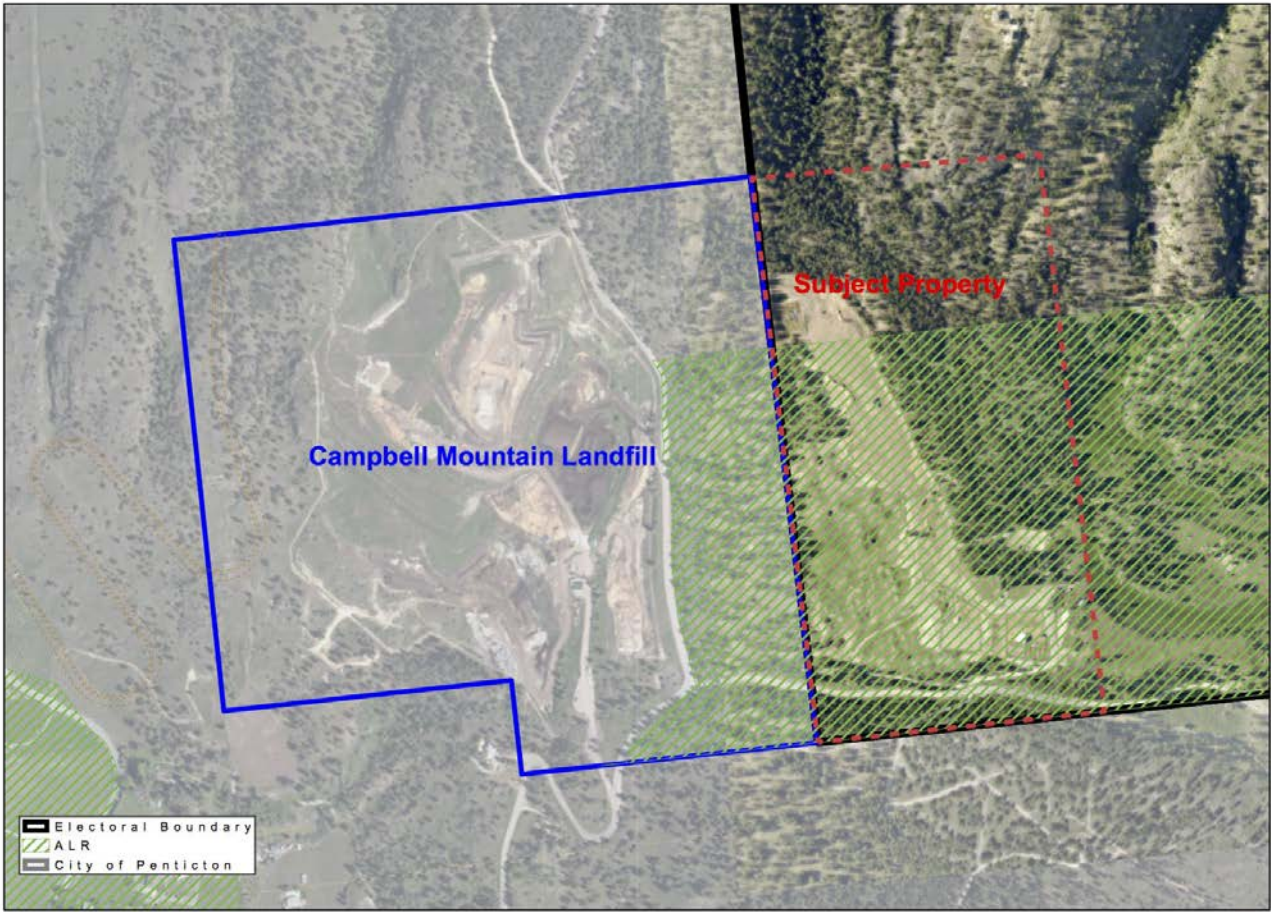 Subject Property
Campbell Mountain Landfill
Electoral Boundary
ALR
City of Penticton